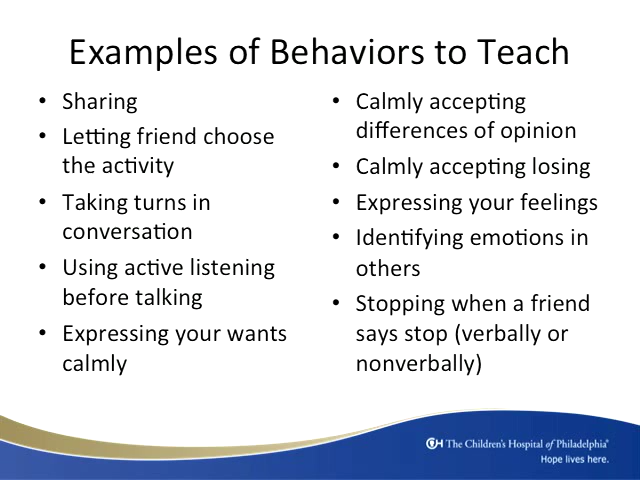 Examples of Behaviors to Teach
• Sharing
• Letting friend choose
the activity
• Taking turns in
conversation
• Using active listening
before talking
• Expressing your wants
calmly
• Calmly accepting
differences of opinion
• Calmly accepting losing
• Expressing your feelings
• Identifying emotions in
others
• Stopping when a friend
says stop (verbally or
nonverbally)
The Children's Hospital of Philadelphia®
Hope lives here.